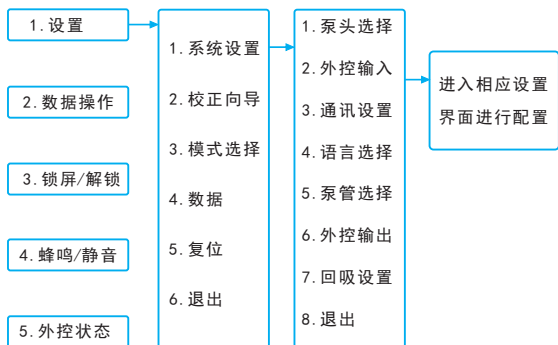 1.设置
2.数据操作
3.锁屏/解锁
4.蜂鸣/静音
5.外控状态
1.系统设置
2.校正向导
3.模式选择
4.数据
5.复位
6.退出
1.泵头选择
2.外控输入
3.通讯设置
4.语言选择
5.泵管选择
6.外控输出
7.回吸设置
8.退出
进入相应设置
界面进行配置